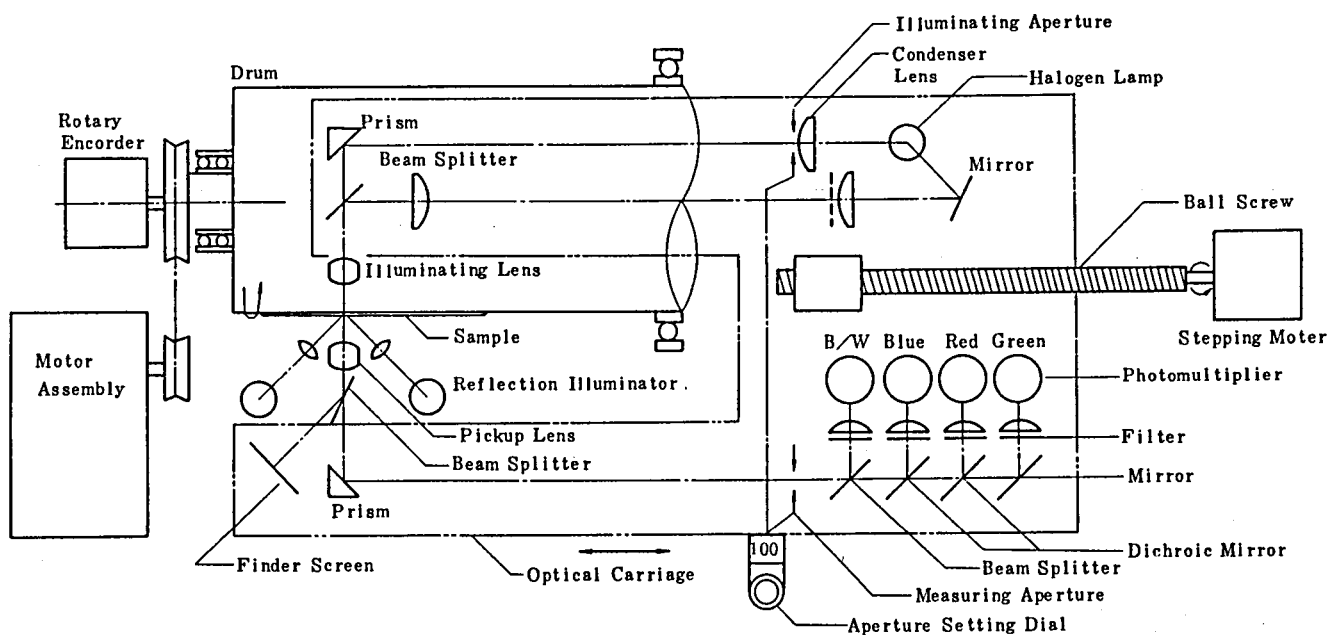 Illuminating Aperture
Condenser
Lens
Halogen Lamp
Drum
Rotary
Encorder
Prism
Beam Splitter
Mirror
Ball Screw
Illuminating Lens
Sample
Stepping Moter
B/W Blue Red Green
Motor
Assembly
Reflection Illuminator.
Photomultiplier
Pickup Lens
Filter
Beam Splitter
Mirror
Prism
100
Dichroic Mirror
Finder Screen
Optical Carriage
Beam Splitter
Measuring Aperture
Aperture Setting Dial